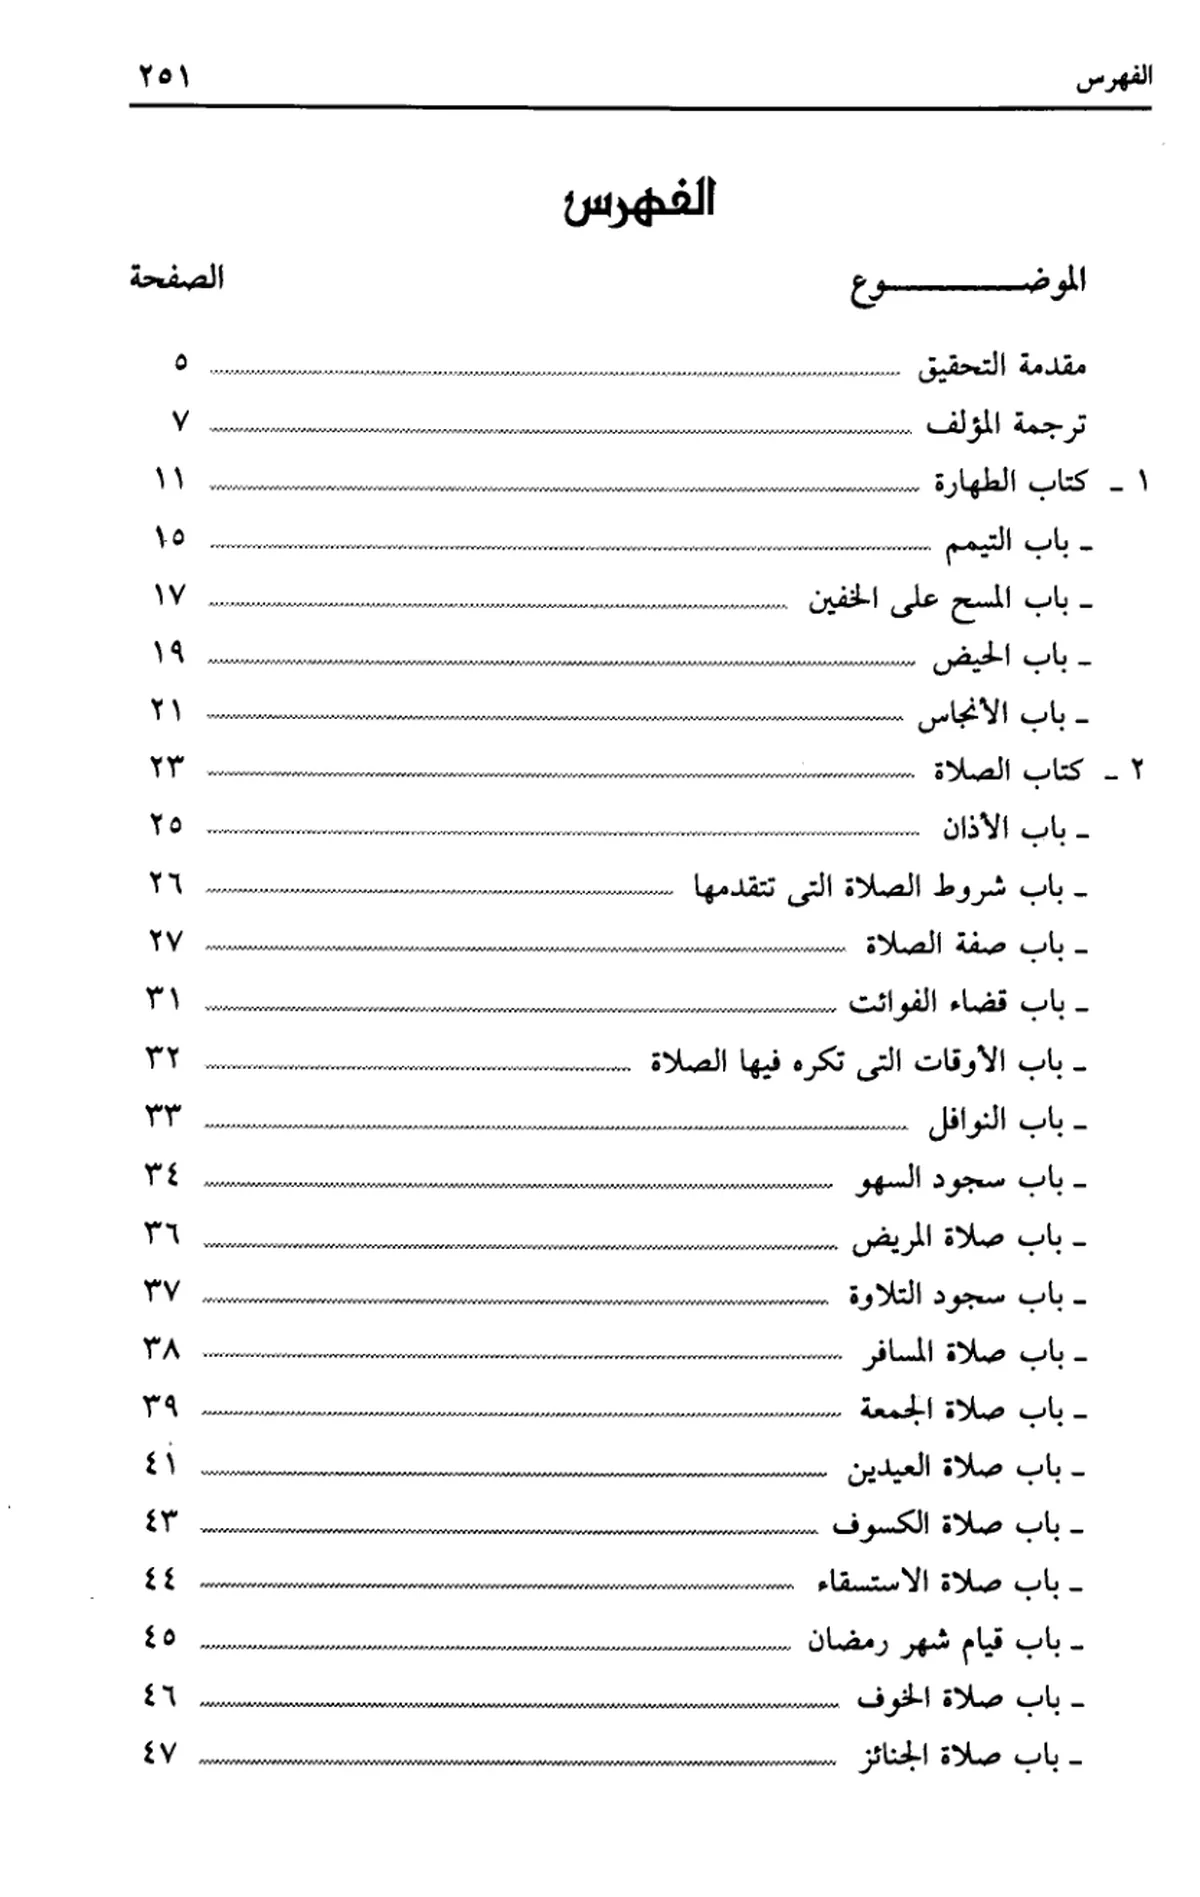 الفهرس ٢٥١
الفهرس
الموضـــــــوع الصفحة
مقدمة التحقيق ٥
ترجمة المؤلف ٧
١ ـ كتاب الطهارة ١١
ـ باب التيمم ١٥
ـ باب المسح على الخفين ١٧
ـ باب الحيض ١٩
ـ باب الأنجاس ٢١
٢ ـ كتاب الصلاة ٢٣
ـ باب الأذان ٢٥
ـ باب شروط الصلاة التى تتقدمها ٢٦
ـ باب صفة الصلاة ٢٧
ـ باب قضاء الفوائت ٣١
ـ باب الأوقات التى تكره فيها الصلاة ٣٢
ـ باب النوافل ٣٣
ـ باب سجود السهو ٣٤
ـ باب صلاة المريض ٣٦
ـ باب سجود التلاوة ٣٧
ـ باب صلاة المسافر ٣٨
ـ باب صلاة الجمعة ٣٩
ـ باب صلاة العيدين ٤١
ـ باب صلاة الكسوف ٤٣
ـ باب صلاة الاستسقاء ٤٤
ـ باب قيام شهر رمضان ٤٥
ـ باب صلاة الخوف ٤٦
ـ باب صلاة الجنائز ٤٧